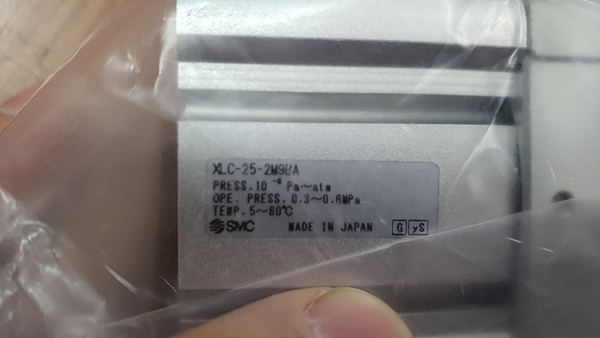 XLC-25-2M9BA
PRESS.10⁻⁶ Pa~atm
OPE. PRESS. 0.3~0.6MPa
TEMP. 5~60℃
SMC MADE IN JAPAN G yS